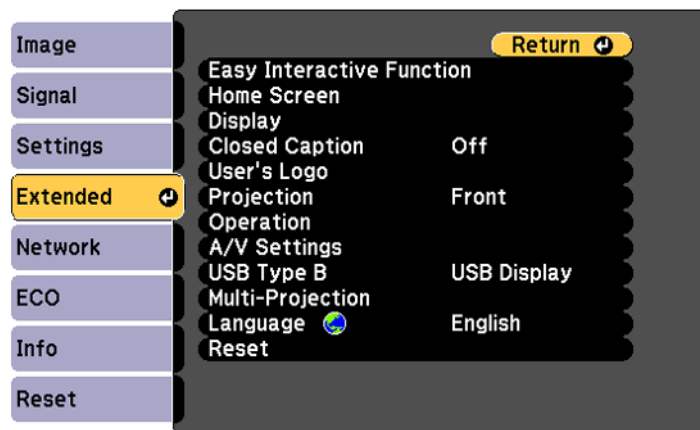 Image
Signal
Settings
Extended
Network
ECO
Info
Reset
Return
Easy Interactive Function
Home Screen
Display
Closed Caption Off
User's Logo
Projection Front
Operation
A/V Settings
USB Type B USB Display
Multi-Projection
Language English
Reset